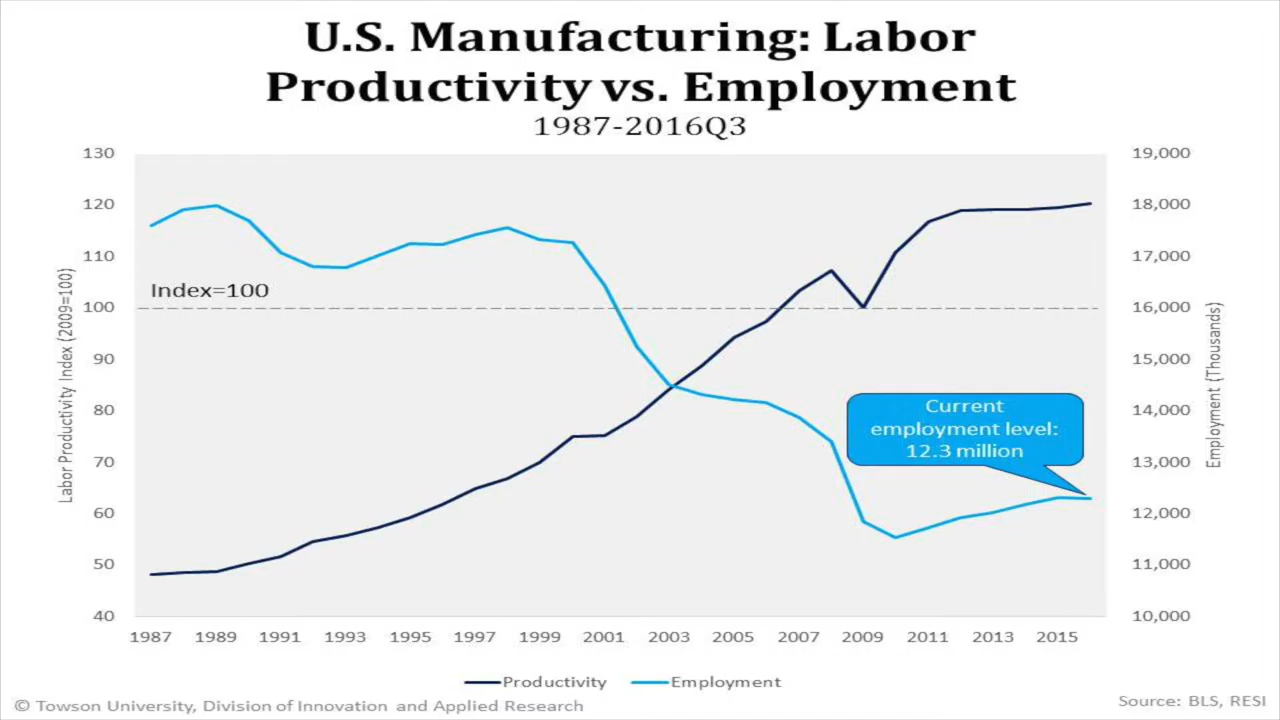 U.S. Manufacturing: Labor
Productivity vs. Employment
1987-2016Q3
130
120
110
100
90
80
70
60
50
40
Labor Productivity Index (2009=100)
Index=100
19,000
18,000
17,000
16,000
15,000
14,000
13,000
12,000
11,000
10,000
Employment (Thousands)
Current
employment level:
12.3 million
1987 1989 1991 1993 1995 1997 1999 2001 2003 2005 2007 2009 2011 2013 2015
Productivity Employment
© Towson University, Division of Innovation and Applied Research
Source: BLS, RESI